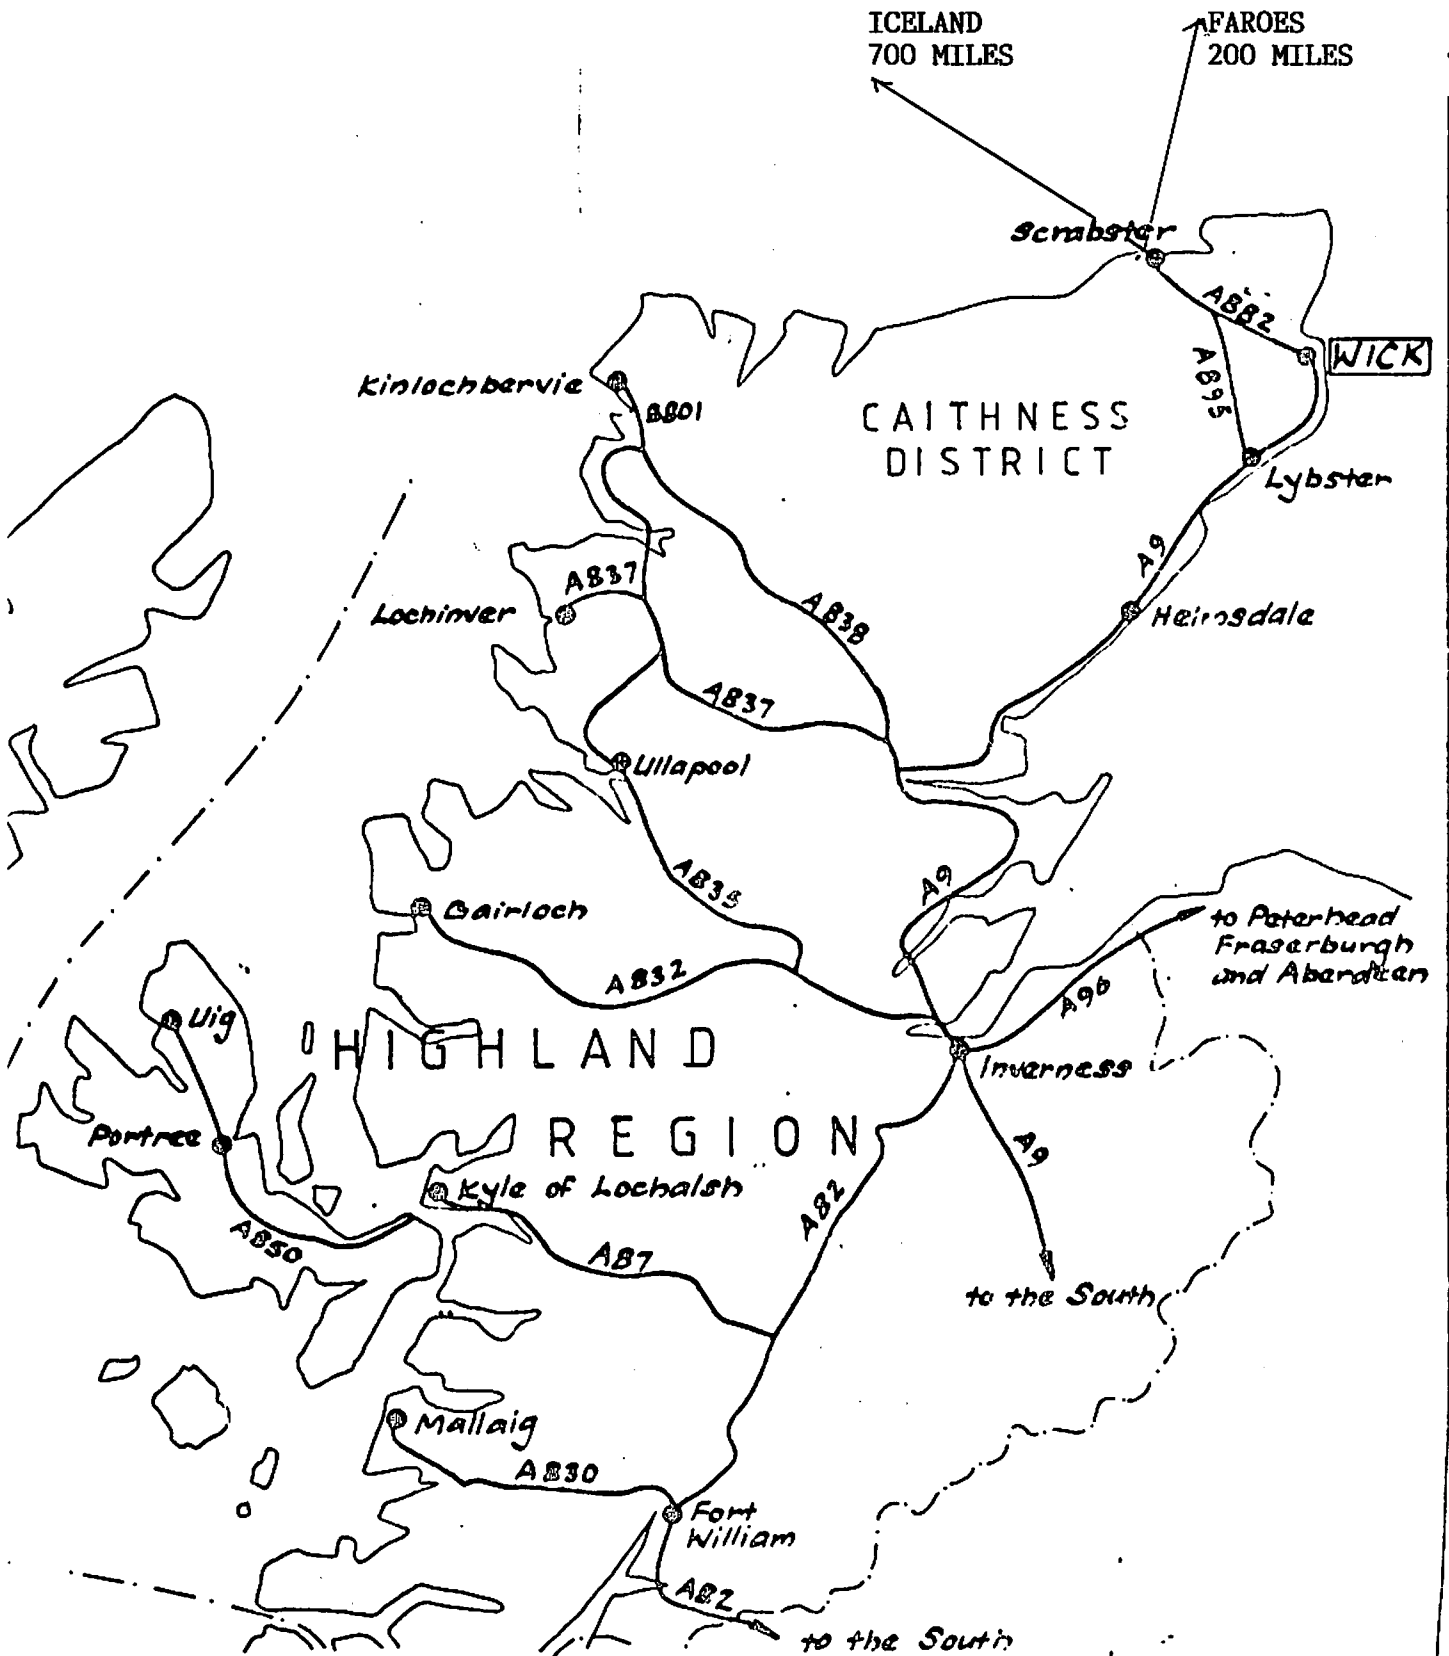 ICELAND
700 MILES
FAROES
200 MILES
Scrabster
A882
WICK
A895
Kinlochbervie
B801
CAITHNESS
DISTRICT
Lybster
A9
A837
Lochinver
A838
Helmsdale
A837
Ullapool
A835
A9
Gairloch
to Peterhead
Fraserburgh
and Aberdeen
A832
A96
Uig
HIGHLAND
Inverness
REGION
Portree
A9
Kyle of Lochalsh
A82
A850
A87
to the South
Mallaig
A830
Fort
William
A82
to the South